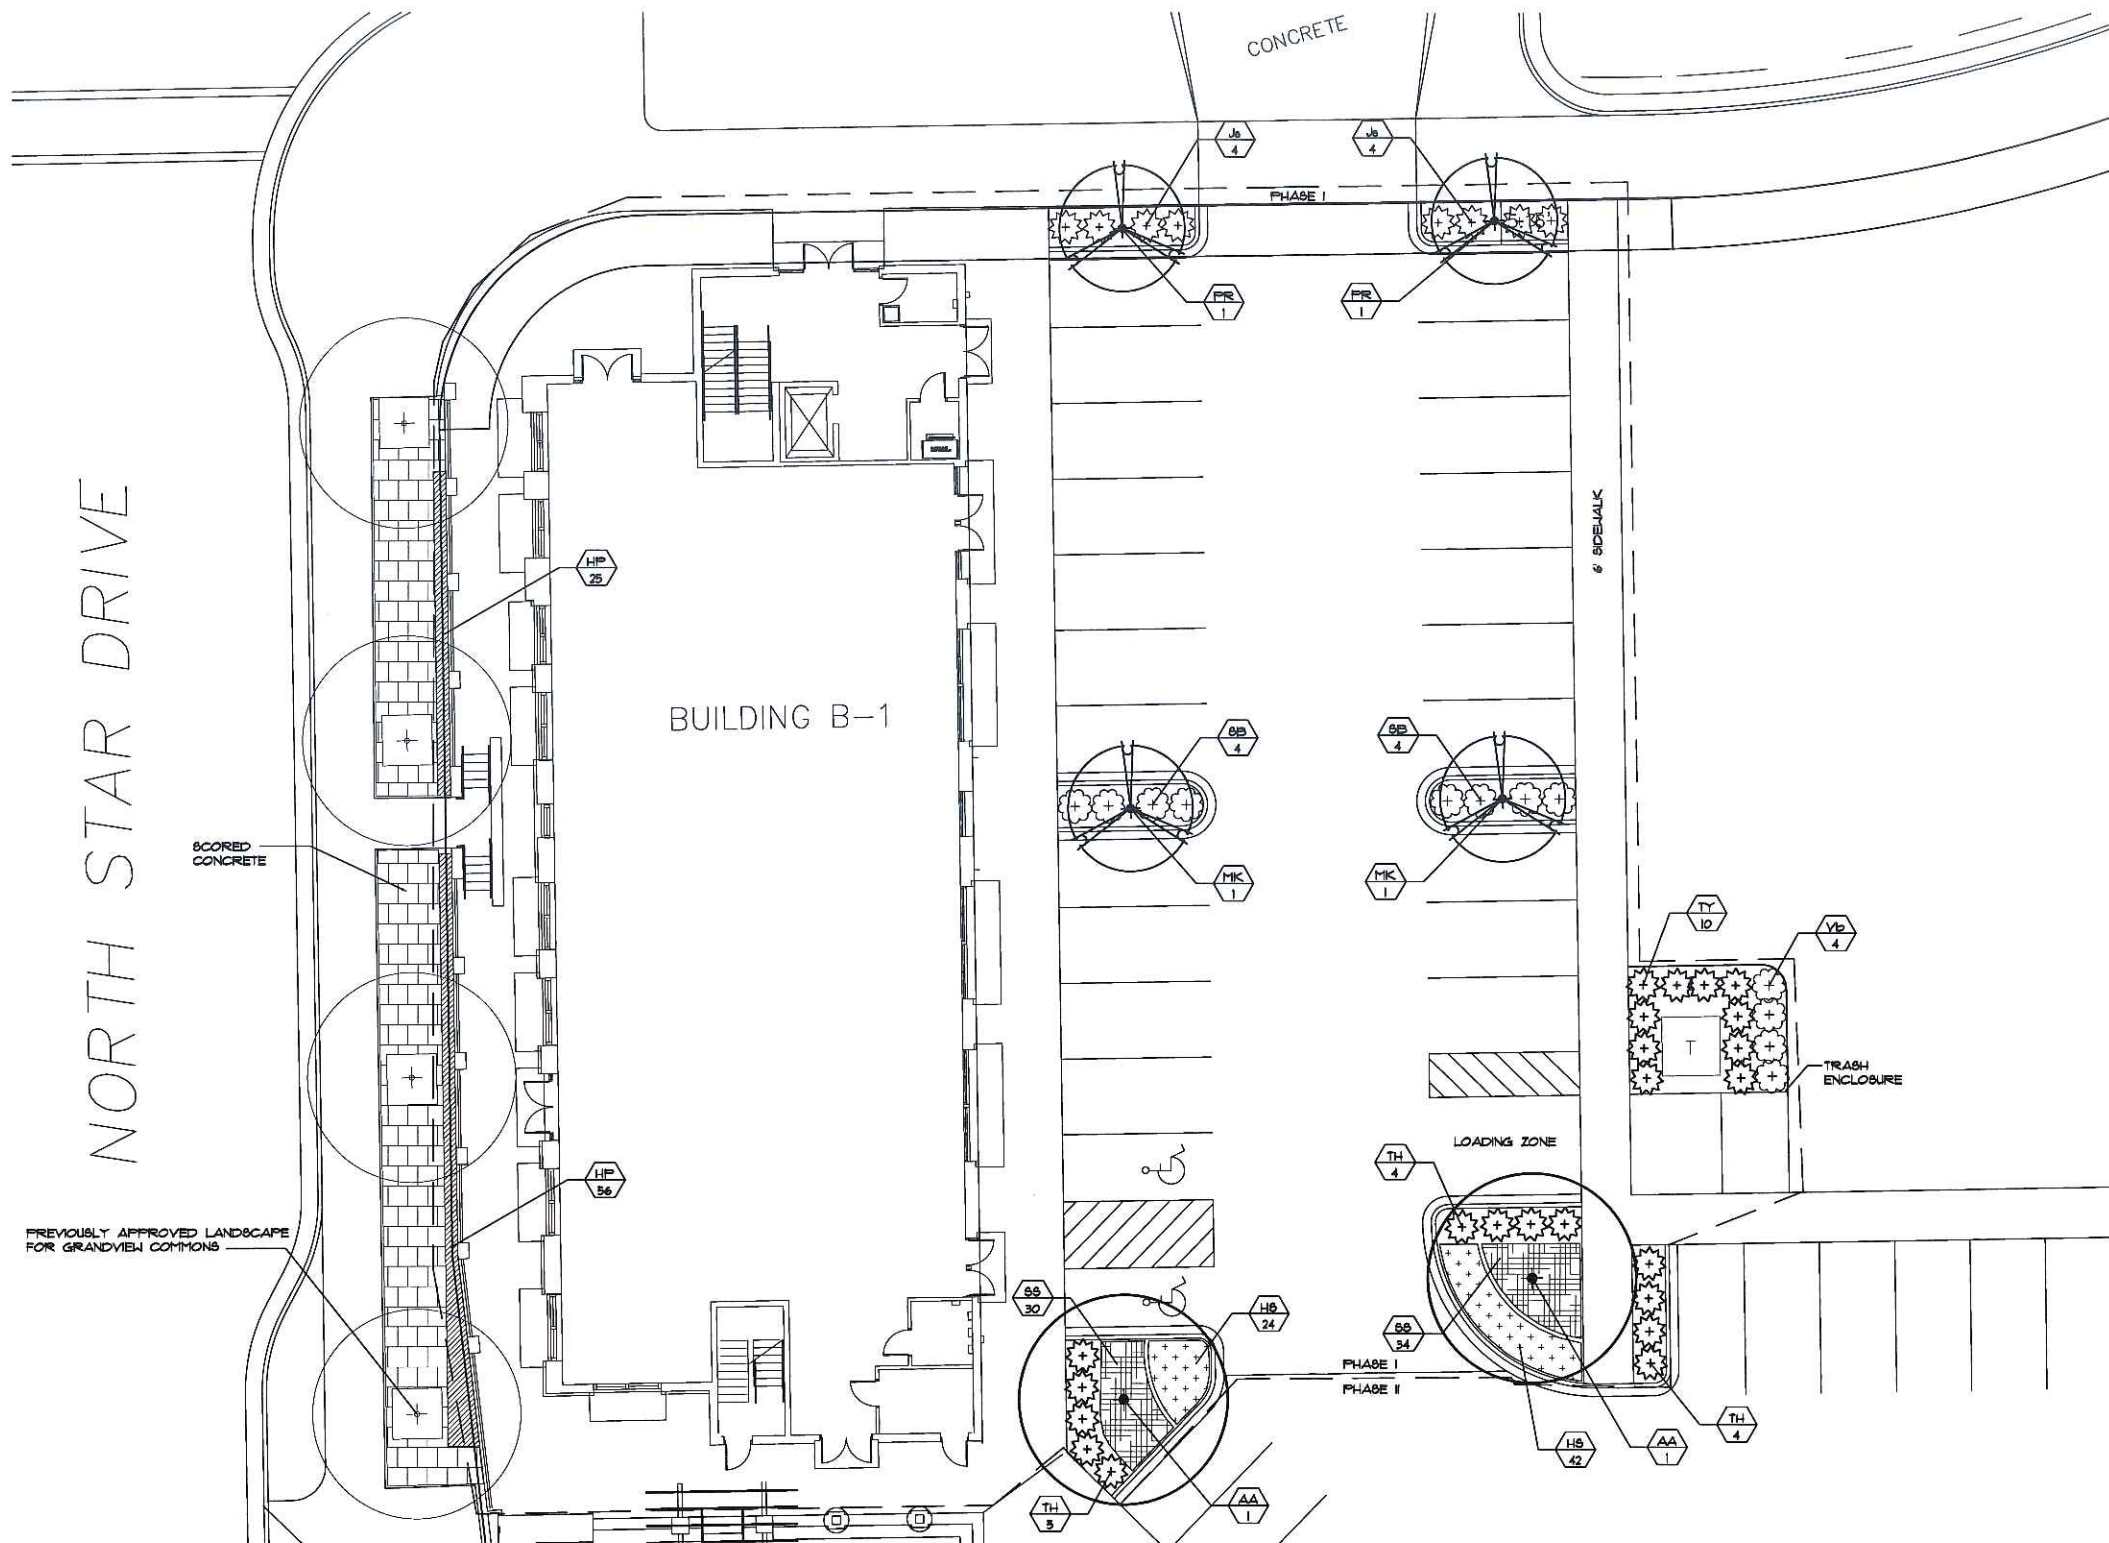 CONCRETE
Js
4
Js
4
PHASE I
PR
1
PR
1
6' SIDEWALK
HP
25
NORTH STAR DRIVE
BUILDING B-1
SB
4
SB
4
SCORED
CONCRETE
MK
1
MK
1
TY
10
Vb
4
T
TRASH
ENCLOSURE
LOADING ZONE
TH
4
HP
56
PREVIOUSLY APPROVED LANDSCAPE
FOR GRANDVIEW COMMONS
SS
30
HS
24
SS
34
PHASE I
PHASE II
TH
4
HS
42
AA
1
TH
5
AA
1